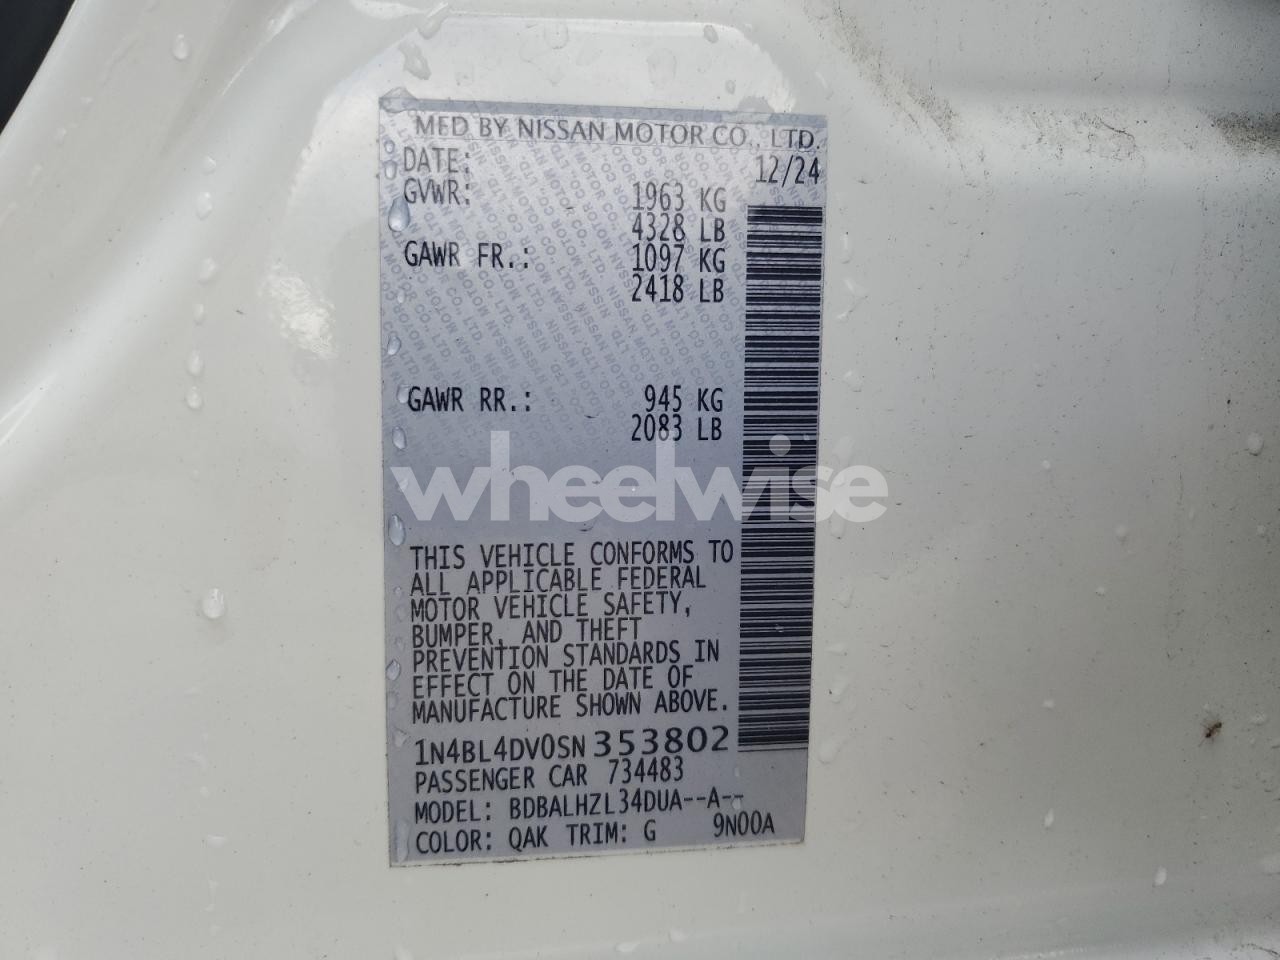 MFD BY NISSAN MOTOR CO., LTD.
DATE: 12/24
GVWR: 1963 KG
4328 LB
GAWR FR.: 1097 KG
2418 LB
GAWR RR.: 945 KG
2083 LB
wheelwise
THIS VEHICLE CONFORMS TO
ALL APPLICABLE FEDERAL
MOTOR VEHICLE SAFETY,
BUMPER, AND THEFT
PREVENTION STANDARDS IN
EFFECT ON THE DATE OF
MANUFACTURE SHOWN ABOVE.
1N4BL4DV0SN353802
PASSENGER CAR 734483
MODEL: BDBALHZL34DUA--A--
COLOR: QAK TRIM: G 9N00A